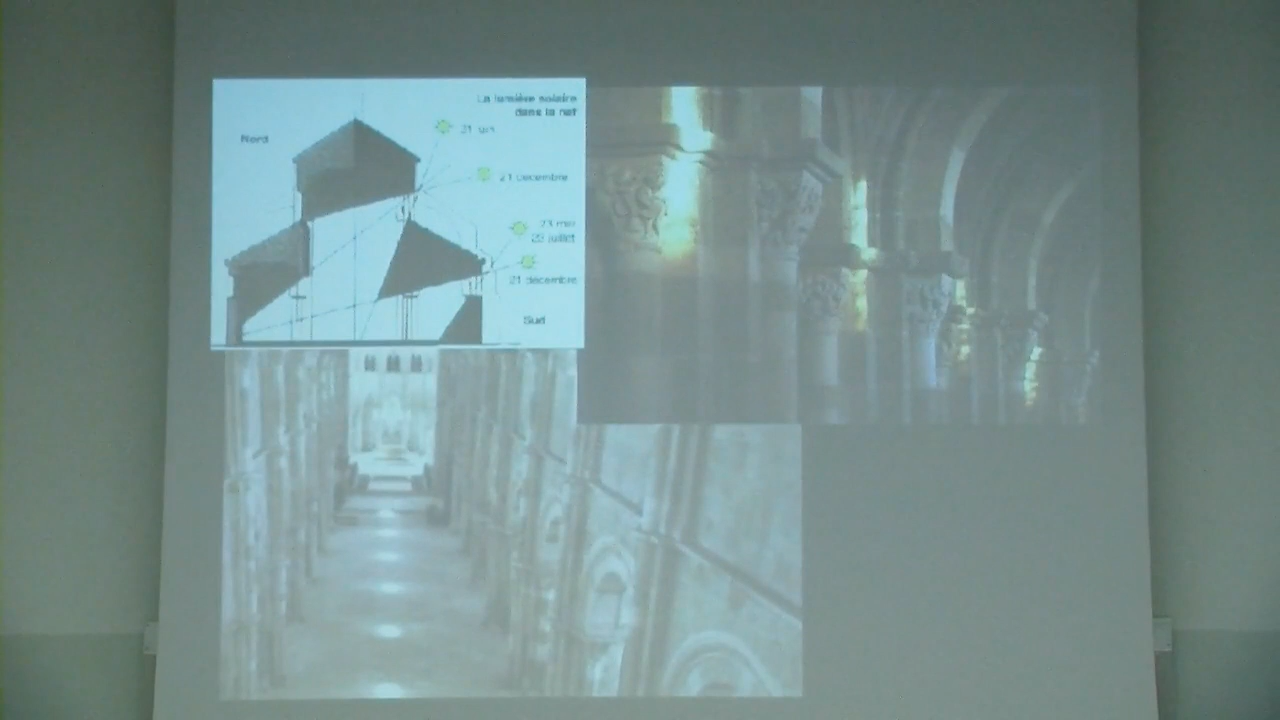 La lumière solaire
dans la nef
Nord
21 juin
21 décembre
23 mai
22 juillet
21 décembre
Sud